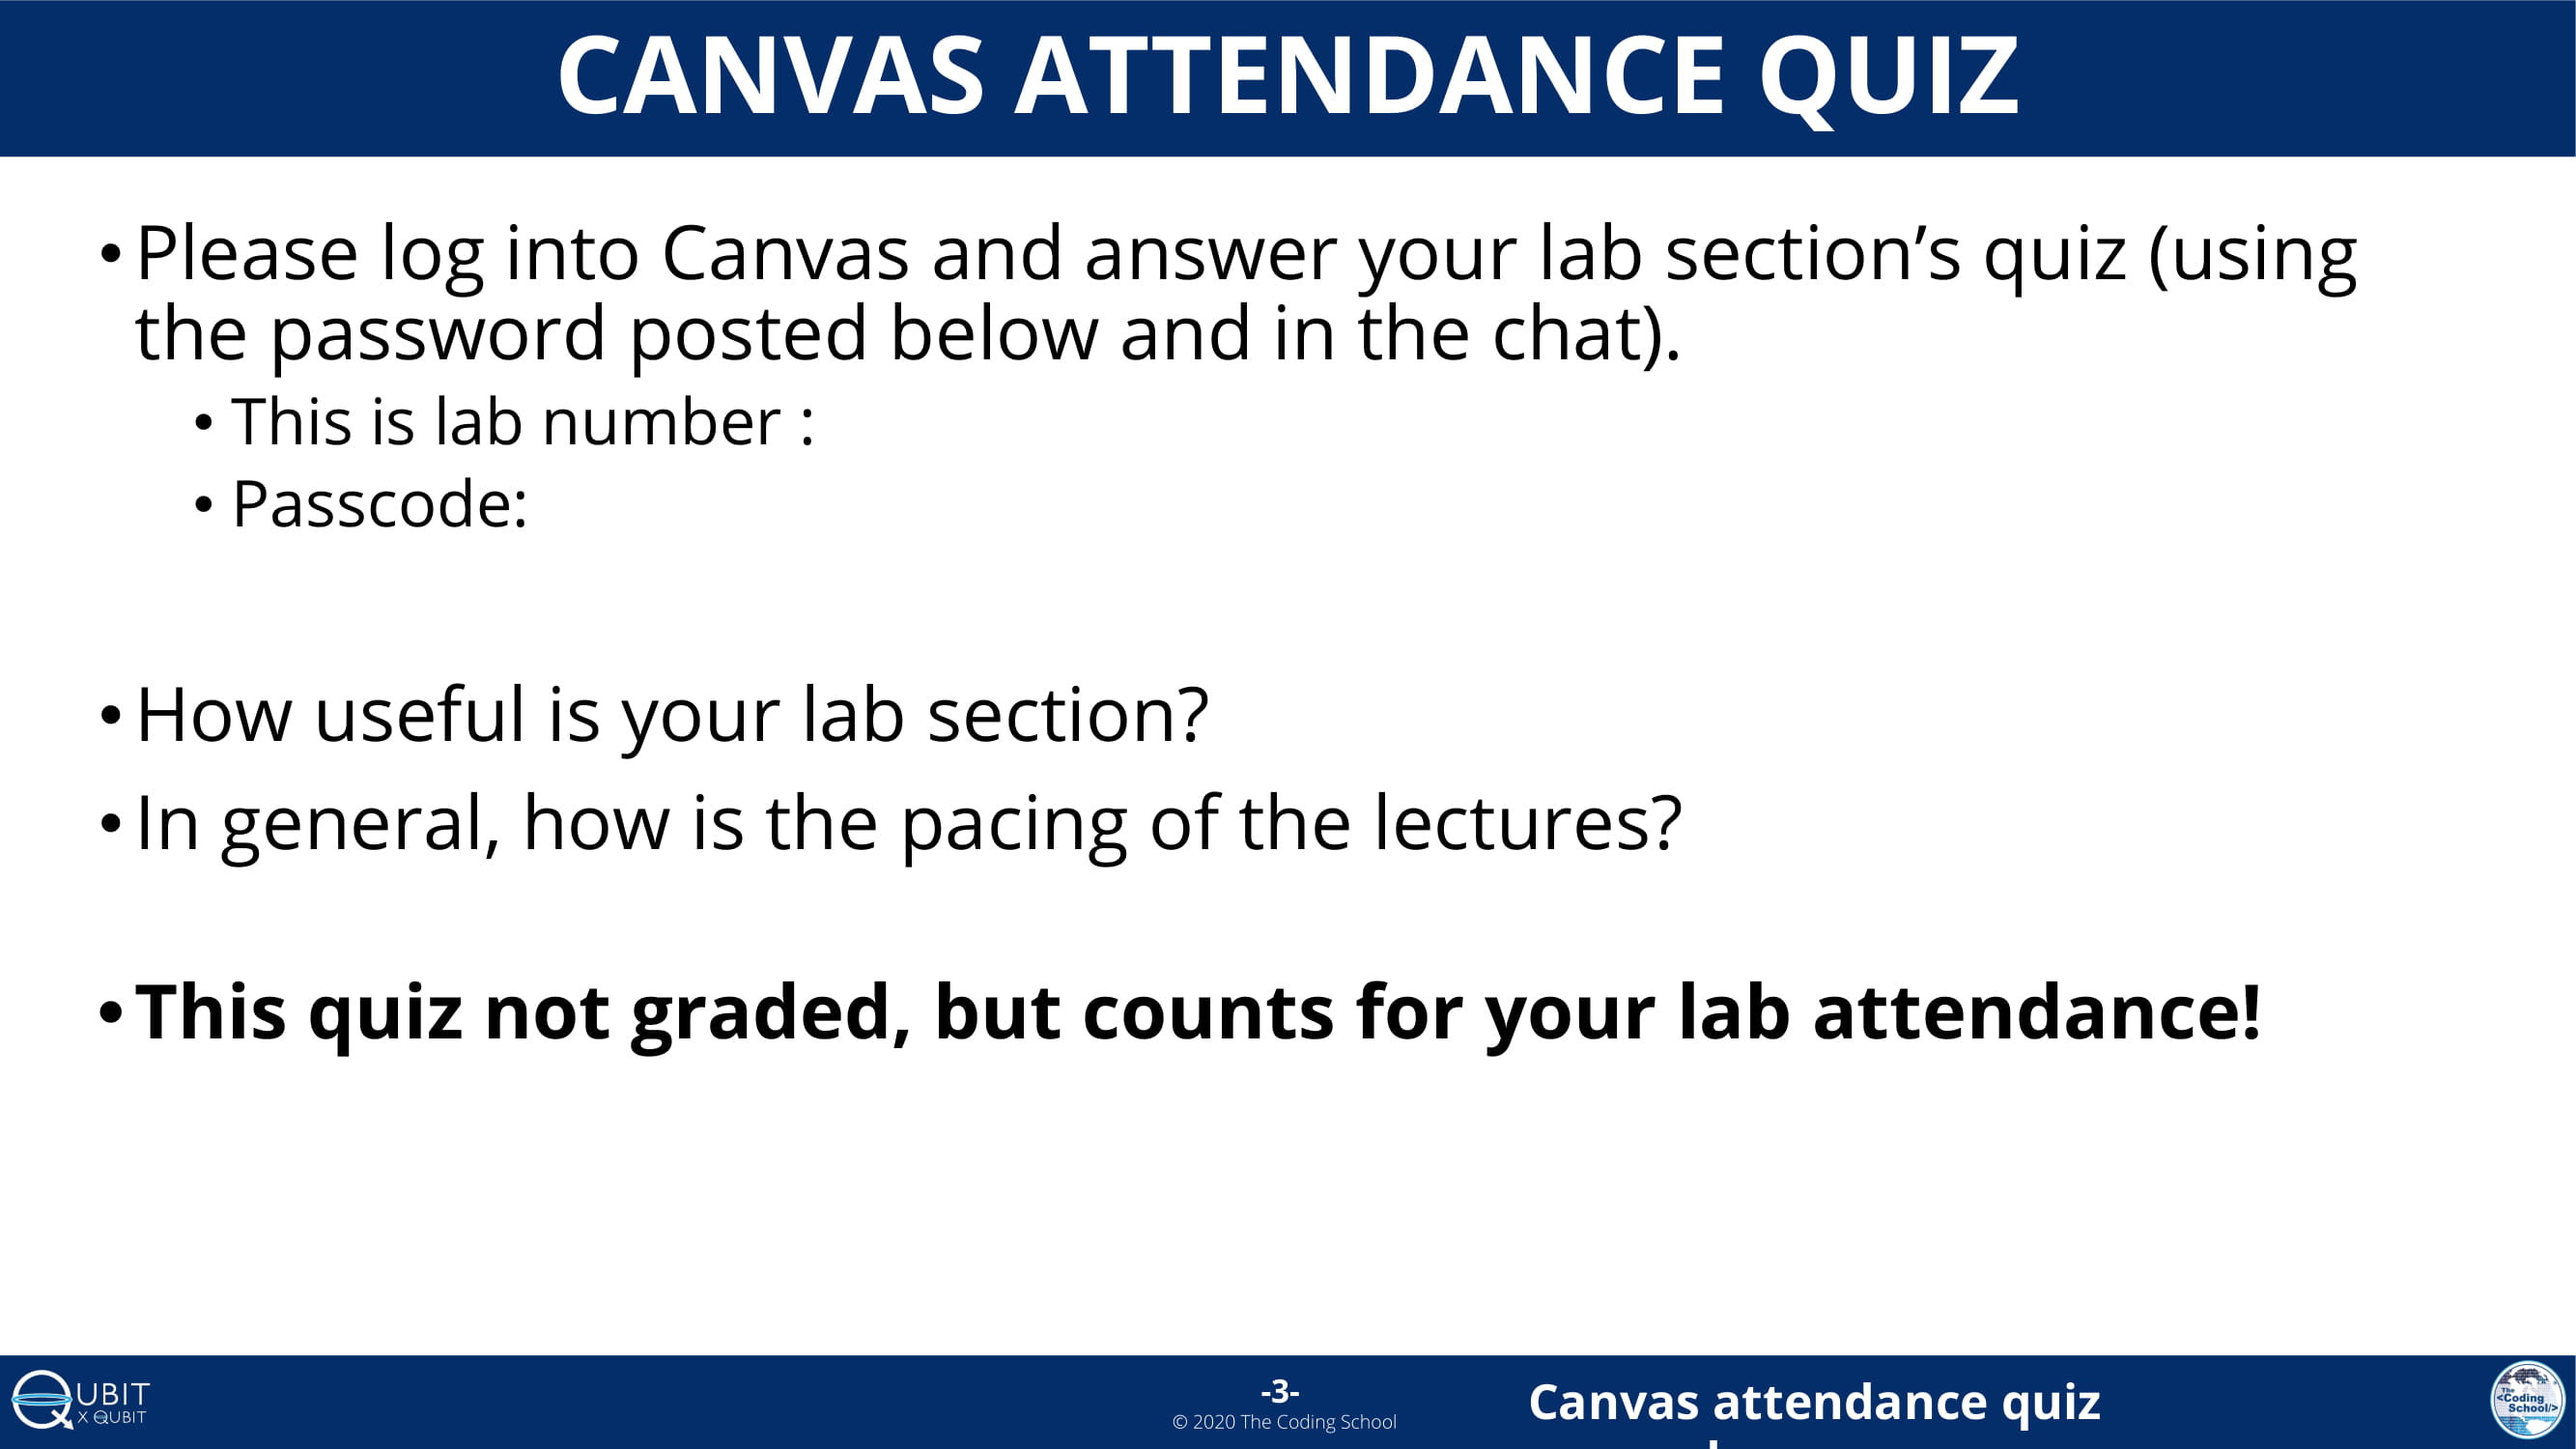 CANVAS ATTENDANCE QUIZ
• Please log into Canvas and answer your lab section’s quiz (using
the password posted below and in the chat).
• This is lab number :
• Passcode:
• How useful is your lab section?
• In general, how is the pacing of the lectures?
• This quiz not graded, but counts for your lab attendance!
QUBIT
X QUBIT
-3-
© 2020 The Coding School
Canvas attendance quiz
The
<Coding
School/>